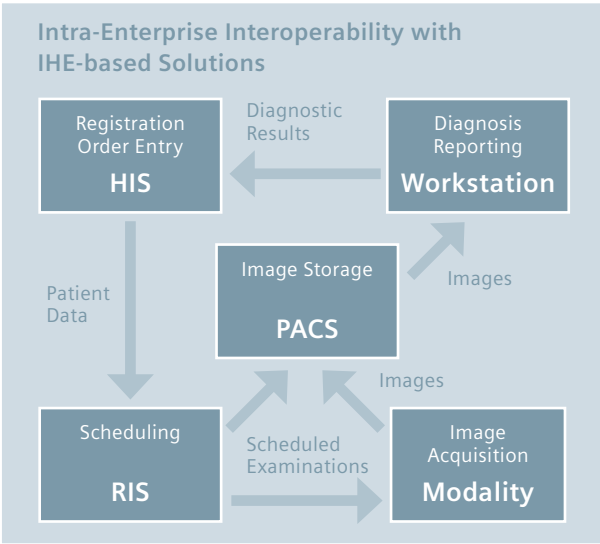 Intra-Enterprise Interoperability with
IHE-based Solutions
Registration
Order Entry
HIS
Diagnostic
Results
Diagnosis
Reporting
Workstation
Image Storage
PACS
Images
Patient
Data
Images
Scheduling
RIS
Scheduled
Examinations
Image
Acquisition
Modality